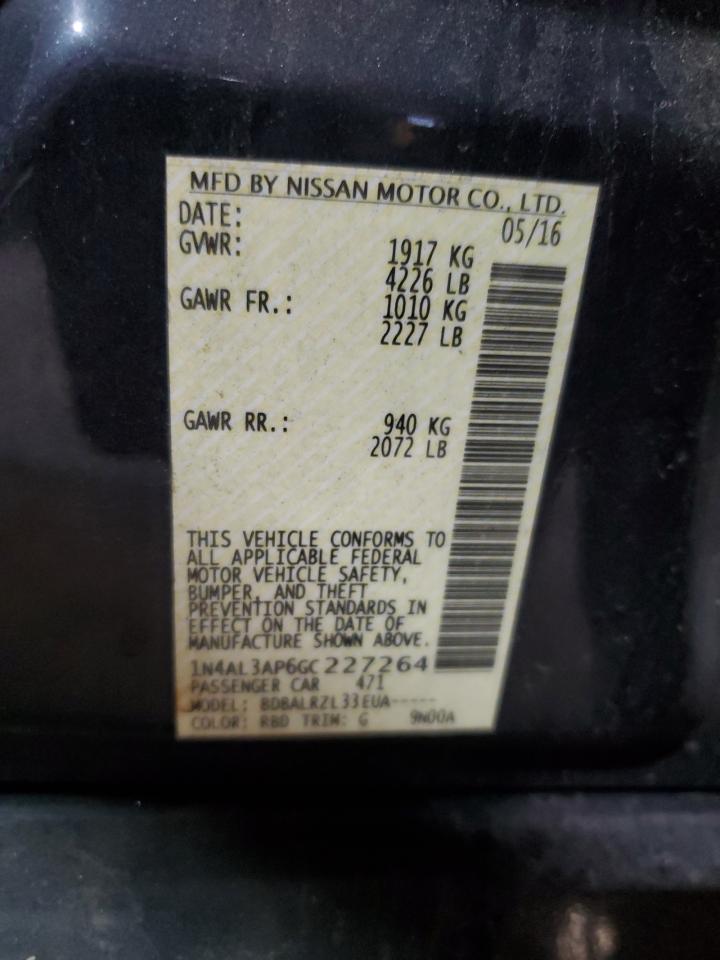 MFD BY NISSAN MOTOR CO., LTD.
DATE: 05/16
GVWR: 1917 KG
4226 LB
GAWR FR.: 1010 KG
2227 LB
GAWR RR.: 940 KG
2072 LB
THIS VEHICLE CONFORMS TO
ALL APPLICABLE FEDERAL
MOTOR VEHICLE SAFETY,
BUMPER, AND THEFT
PREVENTION STANDARDS IN
EFFECT ON THE DATE OF
MANUFACTURE SHOWN ABOVE.
1N4AL3AP6GC227264
PASSENGER CAR 471
MODEL: BDBALRZL33EUA-----
COLOR: RBD TRIM: G 9N00A